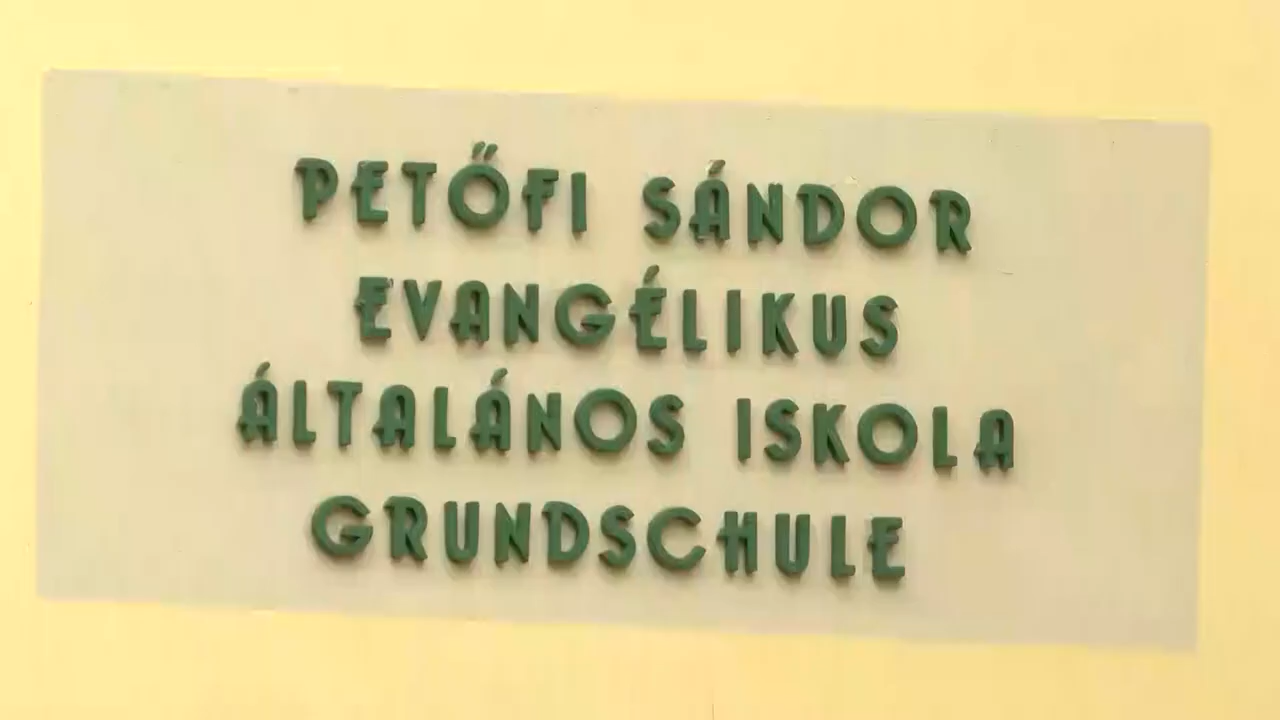 PETŐFI SÁNDOR
EVANGÉLIKUS
ÁLTALÁNOS ISKOLA
GRUNDSCHULE